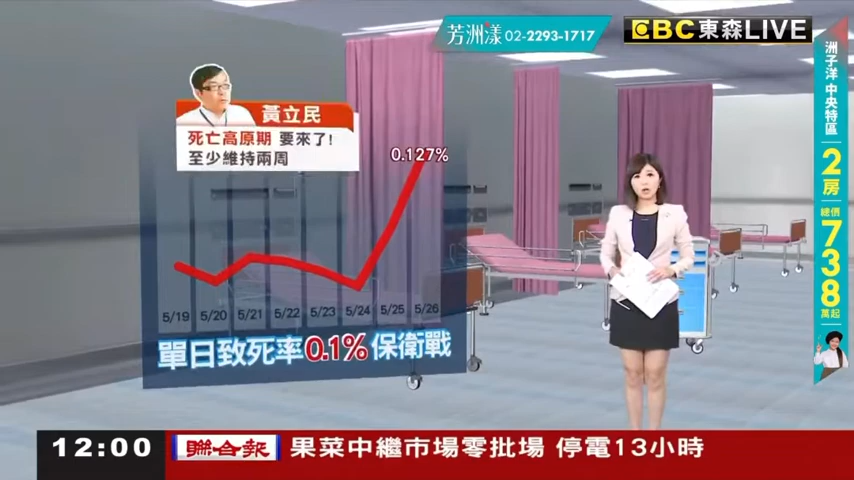 芳洲漾 02-2293-1717
EBC東森LIVE
黃立民
死亡高原期 要來了!
至少維持兩周
0.127%
5/19 5/20 5/21 5/22 5/23 5/24 5/25 5/26
單日致死率0.1%保衛戰
洲子洋 中央特區
2房
總價
738
萬起
12:00
聯合報
果菜中繼市場零批場 停電13小時